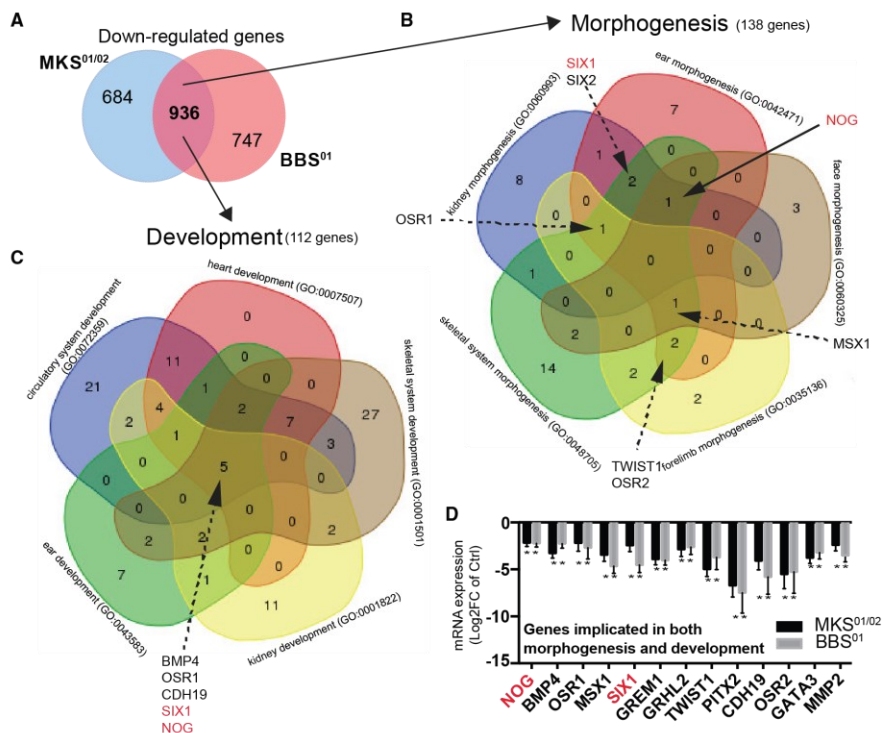 A
Down-regulated genes
MKS01/02
684
936
747
BBS01
Development (112 genes)
B
Morphogenesis (138 genes)
SIX1
SIX2
NOG
OSR1
MSX1
TWIST1
OSR2
kidney morphogenesis (GO:0060993)
ear morphogenesis (GO:0042471)
face morphogenesis (GO:0060325)
forelimb morphogenesis (GO:0035136)
skeletal system morphogenesis (GO:0048705)
7
8
1
0
0
2
0
0
3
1
0
0
0
1
0
0
0
1
0
0
0
1
0
2
0
2
0
14
2
0
2
C
circulatory system development
(GO:0072359)
heart development (GO:0007507)
skeletal system development (GO:0001501)
kidney development (GO:0001822)
ear development (GO:0043583)
0
11
0
21
1
0
0
27
4
2
7
2
1
3
0
5
0
0
0
0
0
2
2
0
2
0
7
1
0
11
BMP4
OSR1
CDH19
SIX1
NOG
D
mRNA expression
(Log2FC of Ctrl)
0
-5
-10
-15
Genes implicated in both
morphogenesis and development
MKS01/02
BBS01
* * * * * * * * * * * * * * * * * * * * * * * * * *
NOG
BMP4
OSR1
MSX1
SIX1
GREM1
GRHL2
TWIST1
PITX2
CDH19
OSR2
GATA3
MMP2